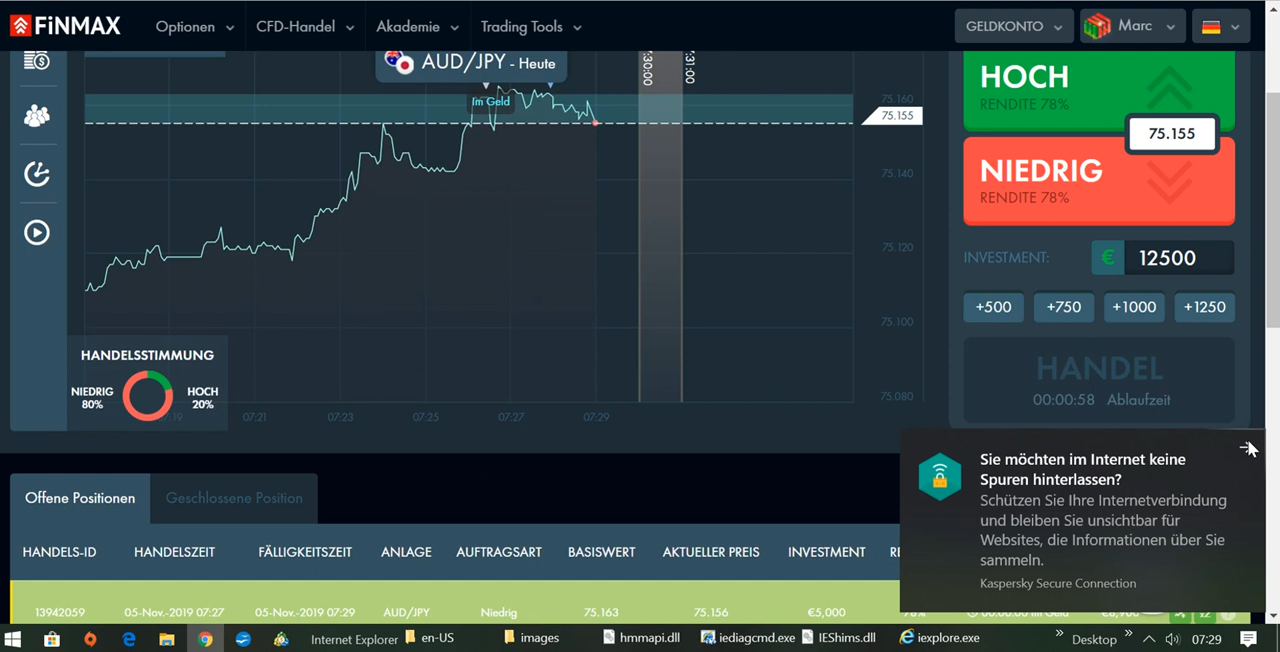 FiNMAX
Optionen
CFD-Handel
Akademie
Trading Tools
GELDKONTO
Marc
AUD/JPY - Heute
:30:00
:31:00
Im Geld
75.160
75.155
75.140
75.120
75.100
75.080
HOCH
RENDITE 78%
75.155
NIEDRIG
RENDITE 78%
INVESTMENT:
€
12500
+500
+750
+1000
+1250
HANDEL
00:00:58 Ablaufzeit
HANDELSSTIMMUNG
NIEDRIG
80%
HOCH
20%
:19
07:21
07:23
07:25
07:27
07:29
Sie möchten im Internet keine
Spuren hinterlassen?
Schützen Sie Ihre Internetverbindung
und bleiben Sie unsichtbar für
Websites, die Informationen über Sie
sammeln.
Kaspersky Secure Connection
Offene Positionen
Geschlossene Position
HANDELS-ID
HANDELSZEIT
FÄLLIGKEITSZEIT
ANLAGE
AUFTRAGSART
BASISWERT
AKTUELLER PREIS
INVESTMENT
13942059
05-Nov.-2019 07:27
05-Nov.-2019 07:29
AUD/JPY
Niedrig
75.163
75.156
€5,000
Internet Explorer
en-US
images
hmmapi.dll
iediagcmd.exe
IEShims.dll
iexplore.exe
Desktop
07:29